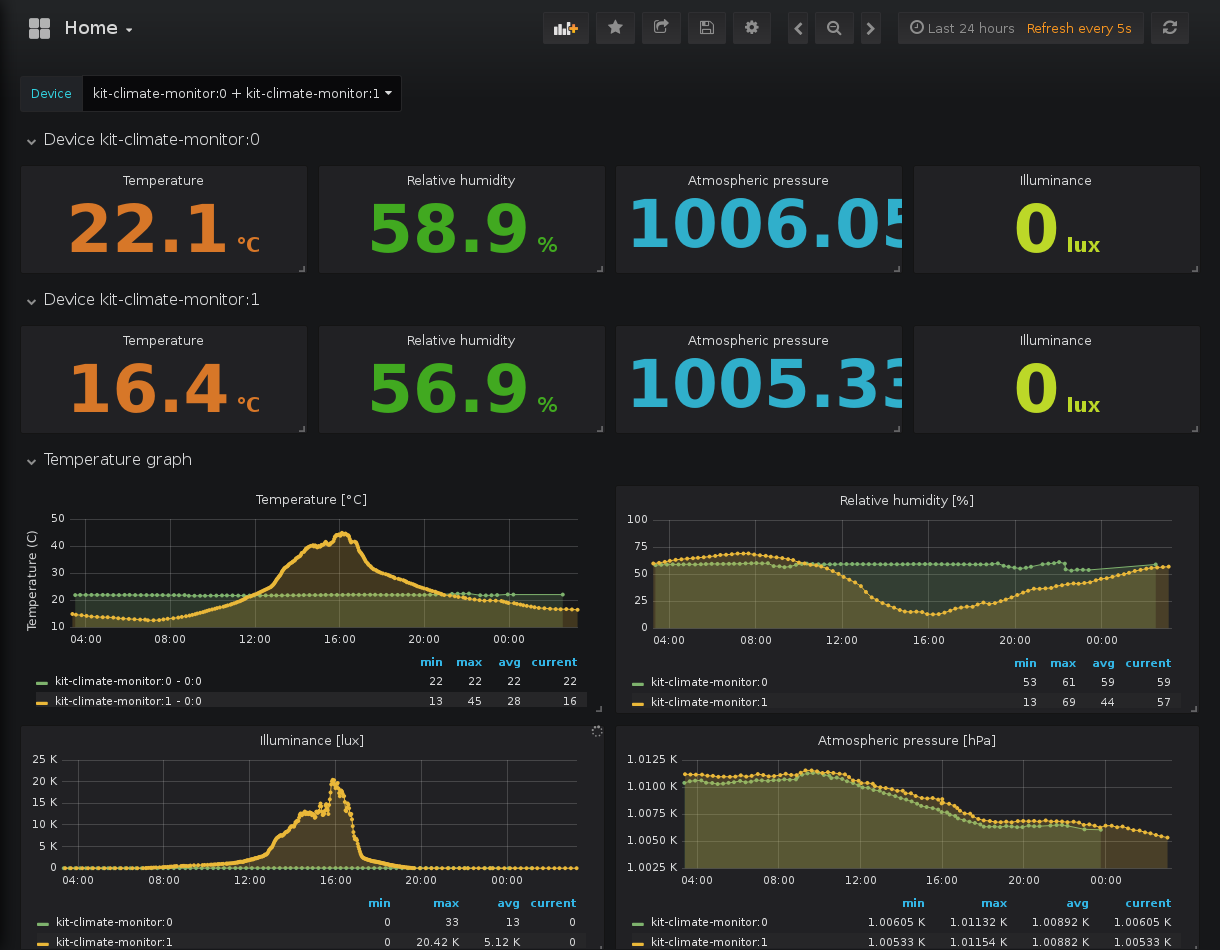 Home
Last 24 hours Refresh every 5s
Device kit-climate-monitor:0 + kit-climate-monitor:1
Device kit-climate-monitor:0
Temperature Relative humidity Atmospheric pressure Illuminance
22.1 °C 58.9 % 1006.05 0 lux
Device kit-climate-monitor:1
Temperature Relative humidity Atmospheric pressure Illuminance
16.4 °C 56.9 % 1005.33 0 lux
Temperature graph
Temperature [°C]
Temperature (C)
50
40
30
20
10
04:00 08:00 12:00 16:00 20:00 00:00
min max avg current
kit-climate-monitor:0 - 0:0 22 22 22 22
kit-climate-monitor:1 - 0:0 13 45 28 16
Relative humidity [%]
100
75
50
25
0
04:00 08:00 12:00 16:00 20:00 00:00
min max avg current
kit-climate-monitor:0 53 61 59 59
kit-climate-monitor:1 13 69 44 57
Illuminance [lux]
25 K
20 K
15 K
10 K
5 K
0
04:00 08:00 12:00 16:00 20:00 00:00
min max avg current
kit-climate-monitor:0 0 33 13 0
kit-climate-monitor:1 0 20.42 K 5.12 K 0
Atmospheric pressure [hPa]
1.0125 K
1.0100 K
1.0075 K
1.0050 K
1.0025 K
04:00 08:00 12:00 16:00 20:00 00:00
min max avg current
kit-climate-monitor:0 1.00605 K 1.01132 K 1.00892 K 1.00605 K
kit-climate-monitor:1 1.00533 K 1.01154 K 1.00882 K 1.00533 K